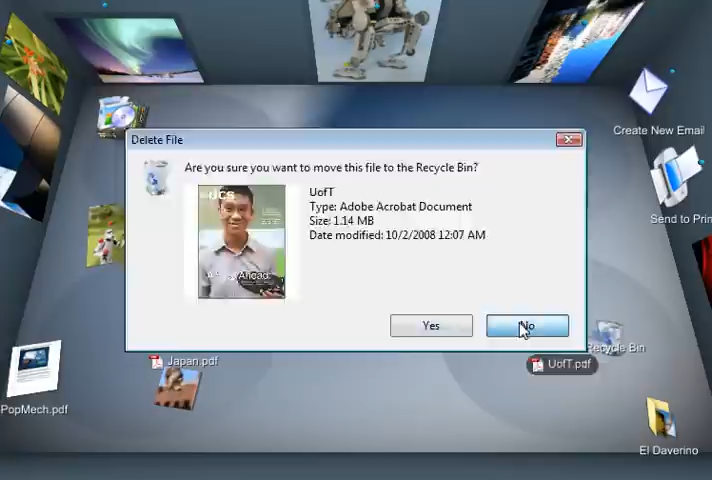 Create New Email
Delete File
Are you sure you want to move this file to the Recycle Bin?
UofT
Type: Adobe Acrobat Document
Size: 1.14 MB
Date modified: 10/2/2008 12:07 AM
Ahead
Send to Prin
Yes
No
Recycle Bin
Japan.pdf
UofT.pdf
PopMech.pdf
El Daverino